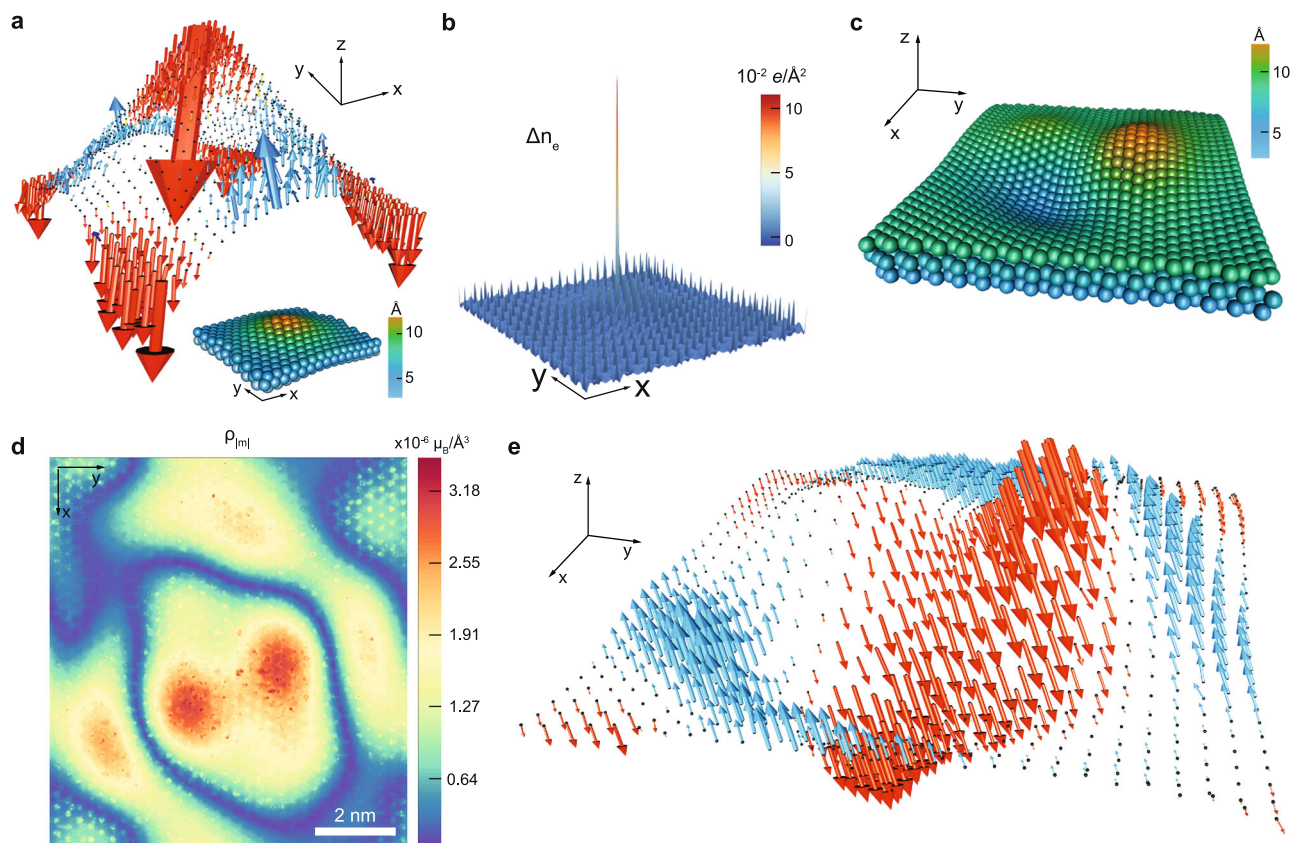 a
z
y
x
Å
10
5
y
x
b
Δnₑ
10⁻² e/Å²
10
5
0
y
x
c
z
y
x
Å
10
5
d
ρ|m|
x10⁻⁶ μB/Å³
y
x
3.18
2.55
1.91
1.27
0.64
2 nm
e
z
y
x